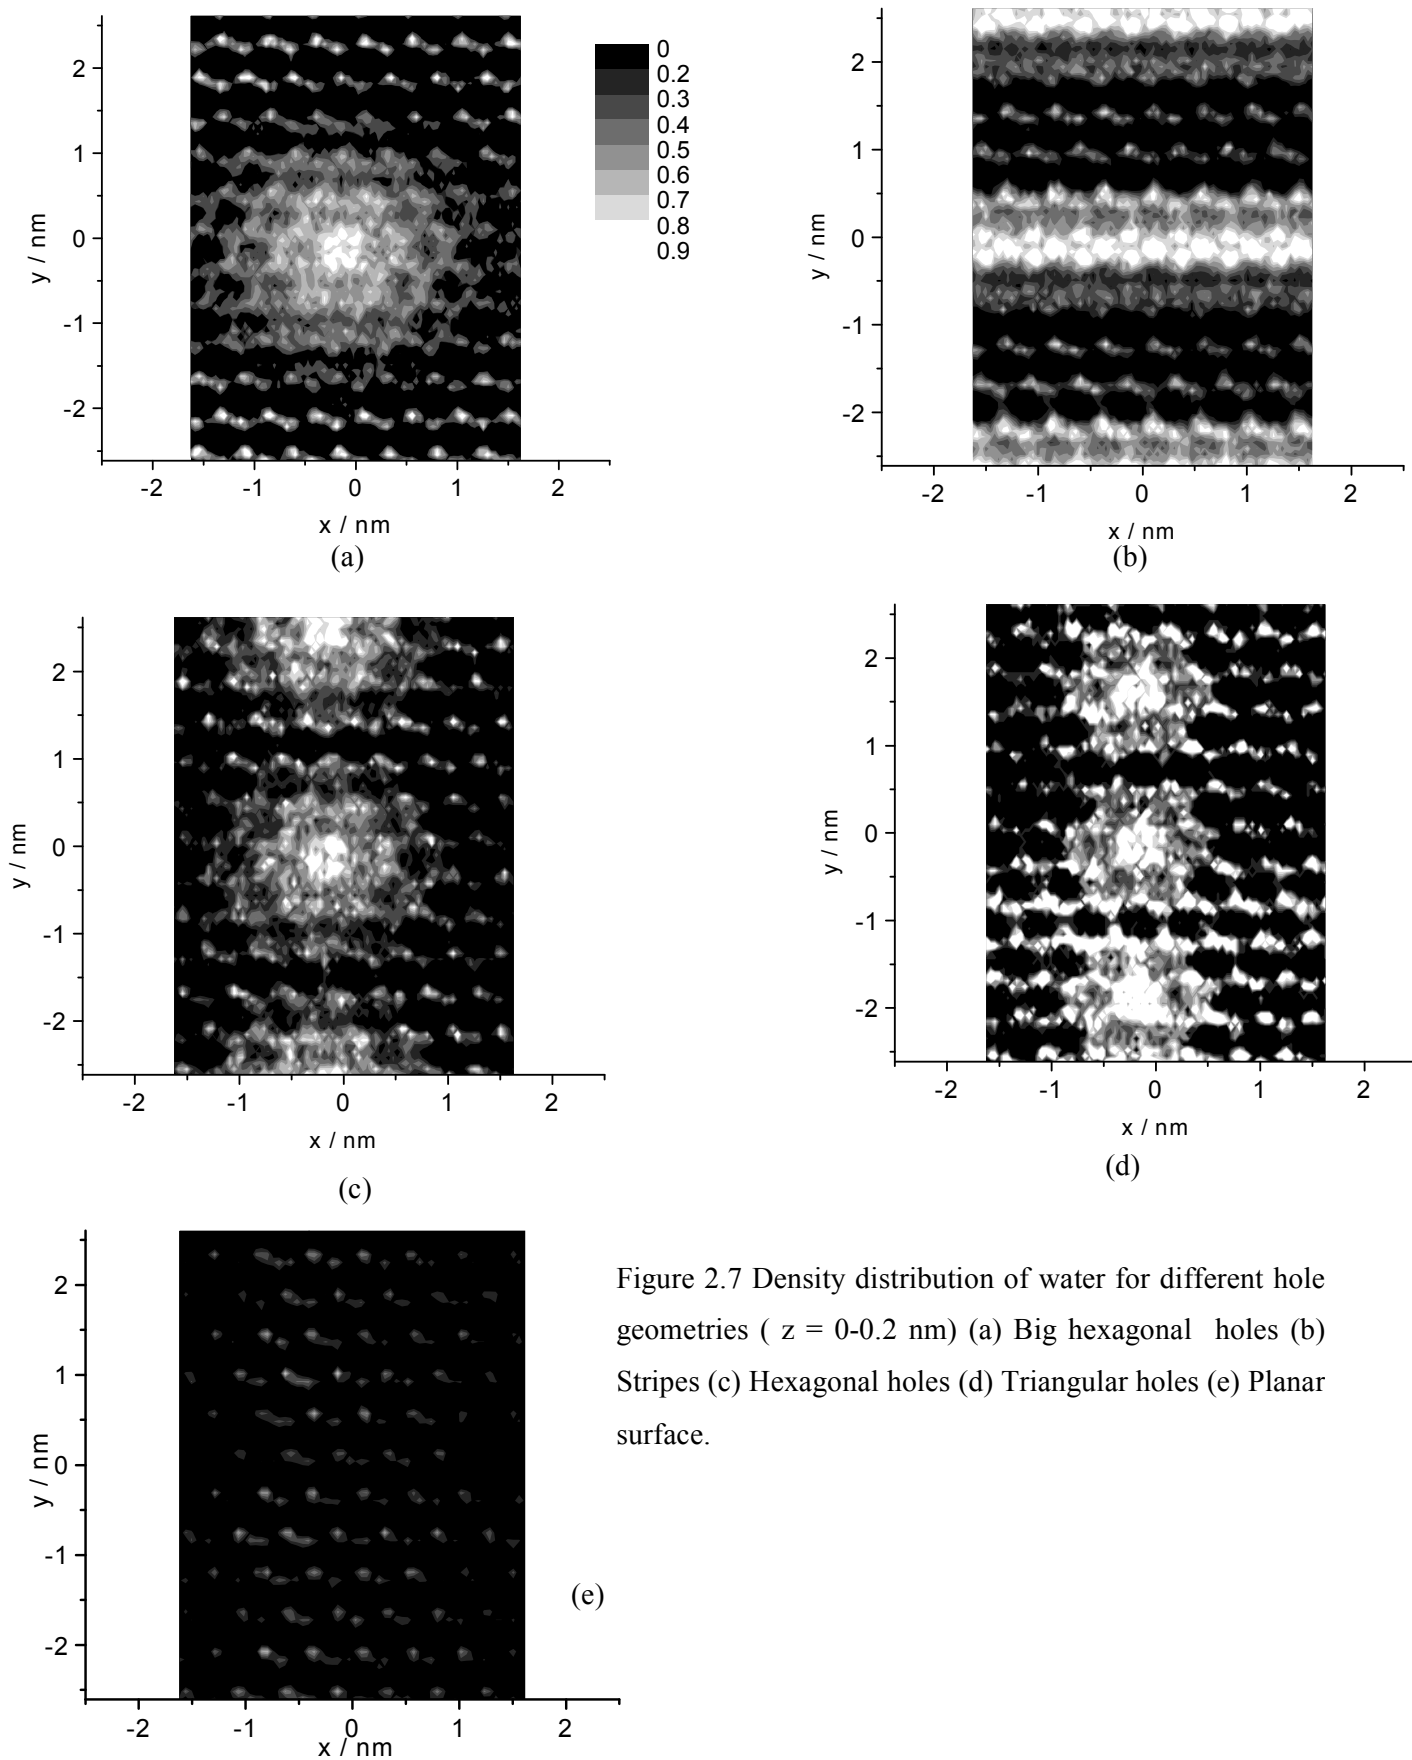 2
1
0
-1
-2
y / nm
-2 -1 0 1 2
x / nm
(a)
0
0.2
0.3
0.4
0.5
0.6
0.7
0.8
0.9
2
1
0
-1
-2
y / nm
-2 -1 0 1 2
x / nm
(b)
2
1
0
-1
-2
y / nm
-2 -1 0 1 2
x / nm
(c)
2
1
0
-1
-2
y / nm
-2 -1 0 1 2
x / nm
(d)
2
1
0
-1
-2
y / nm
-2 -1 0 1 2
x / nm
(e)
Figure 2.7 Density distribution of water for different hole
geometries ( z = 0-0.2 nm) (a) Big hexagonal holes (b)
Stripes (c) Hexagonal holes (d) Triangular holes (e) Planar
surface.